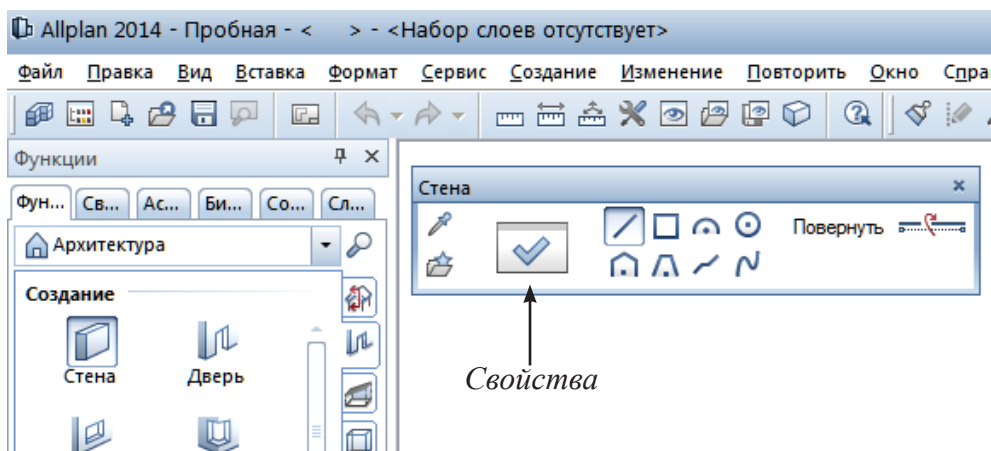 Allplan 2014 - Пробная - < > - <Набор слоев отсутствует>
Файл Правка Вид Вставка Формат Сервис Создание Изменение Повторить Окно Спра
Функции
Фун... Св... Ас... Би... Со... Сл...
Архитектура
Создание
Стена Дверь
Стена
Повернуть
Свойства